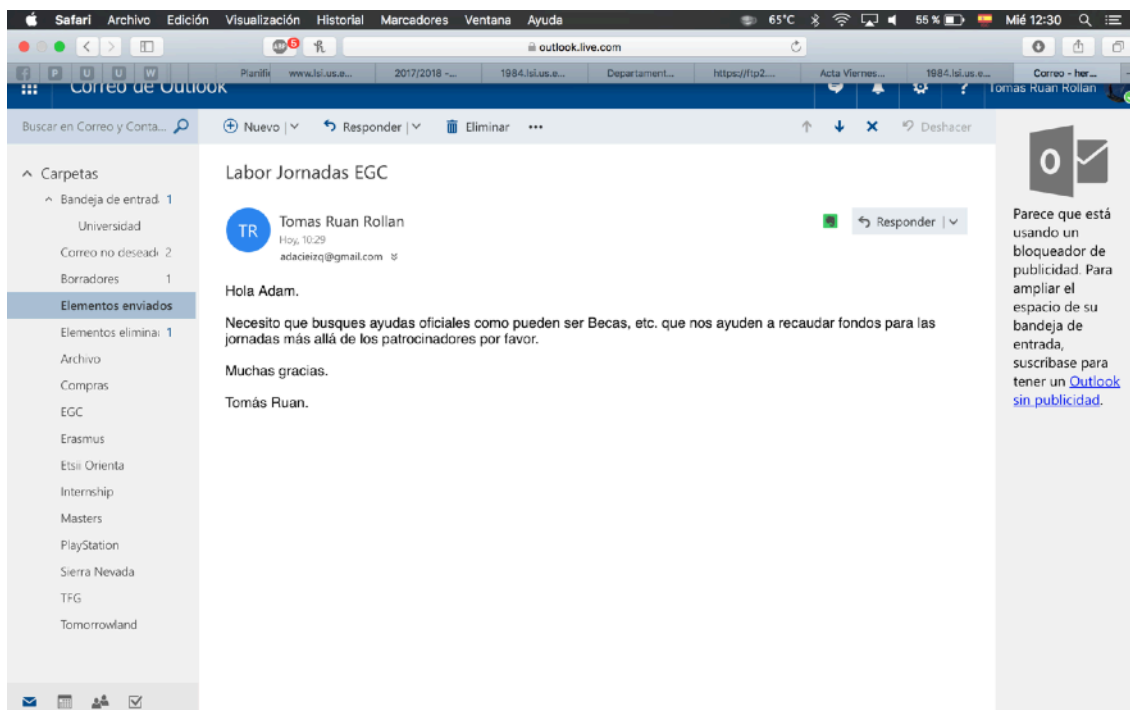 Safari Archivo Edición Visualización Historial Marcadores Ventana Ayuda 65°C 55 % Mié 12:30
outlook.live.com
Planifi www.lsi.us.e... 2017/2018 -... 1984.lsi.us.e... Departament... https://ftp2.... Acta Viernes... 1984.lsi.us.e... Correo - her...
Correo de Outlook Tomas Ruan Rollan
Buscar en Correo y Conta... Nuevo Responder Eliminar ... Deshacer
Carpetas
Bandeja de entrad 1
Universidad
Correo no desead 2
Borradores 1
Elementos enviados
Elementos elimina 1
Archivo
Compras
EGC
Erasmus
Etsii Orienta
Internship
Masters
PlayStation
Sierra Nevada
TFG
Tomorrowland
Labor Jornadas EGC
TR
Tomas Ruan Rollan
Hoy, 10:29
adacieizq@gmail.com
Responder
Hola Adam.
Necesito que busques ayudas oficiales como pueden ser Becas, etc. que nos ayuden a recaudar fondos para las
jornadas más allá de los patrocinadores por favor.
Muchas gracias.
Tomás Ruan.
Parece que está
usando un
bloqueador de
publicidad. Para
ampliar el
espacio de su
bandeja de
entrada,
suscríbase para
tener un Outlook
sin publicidad.